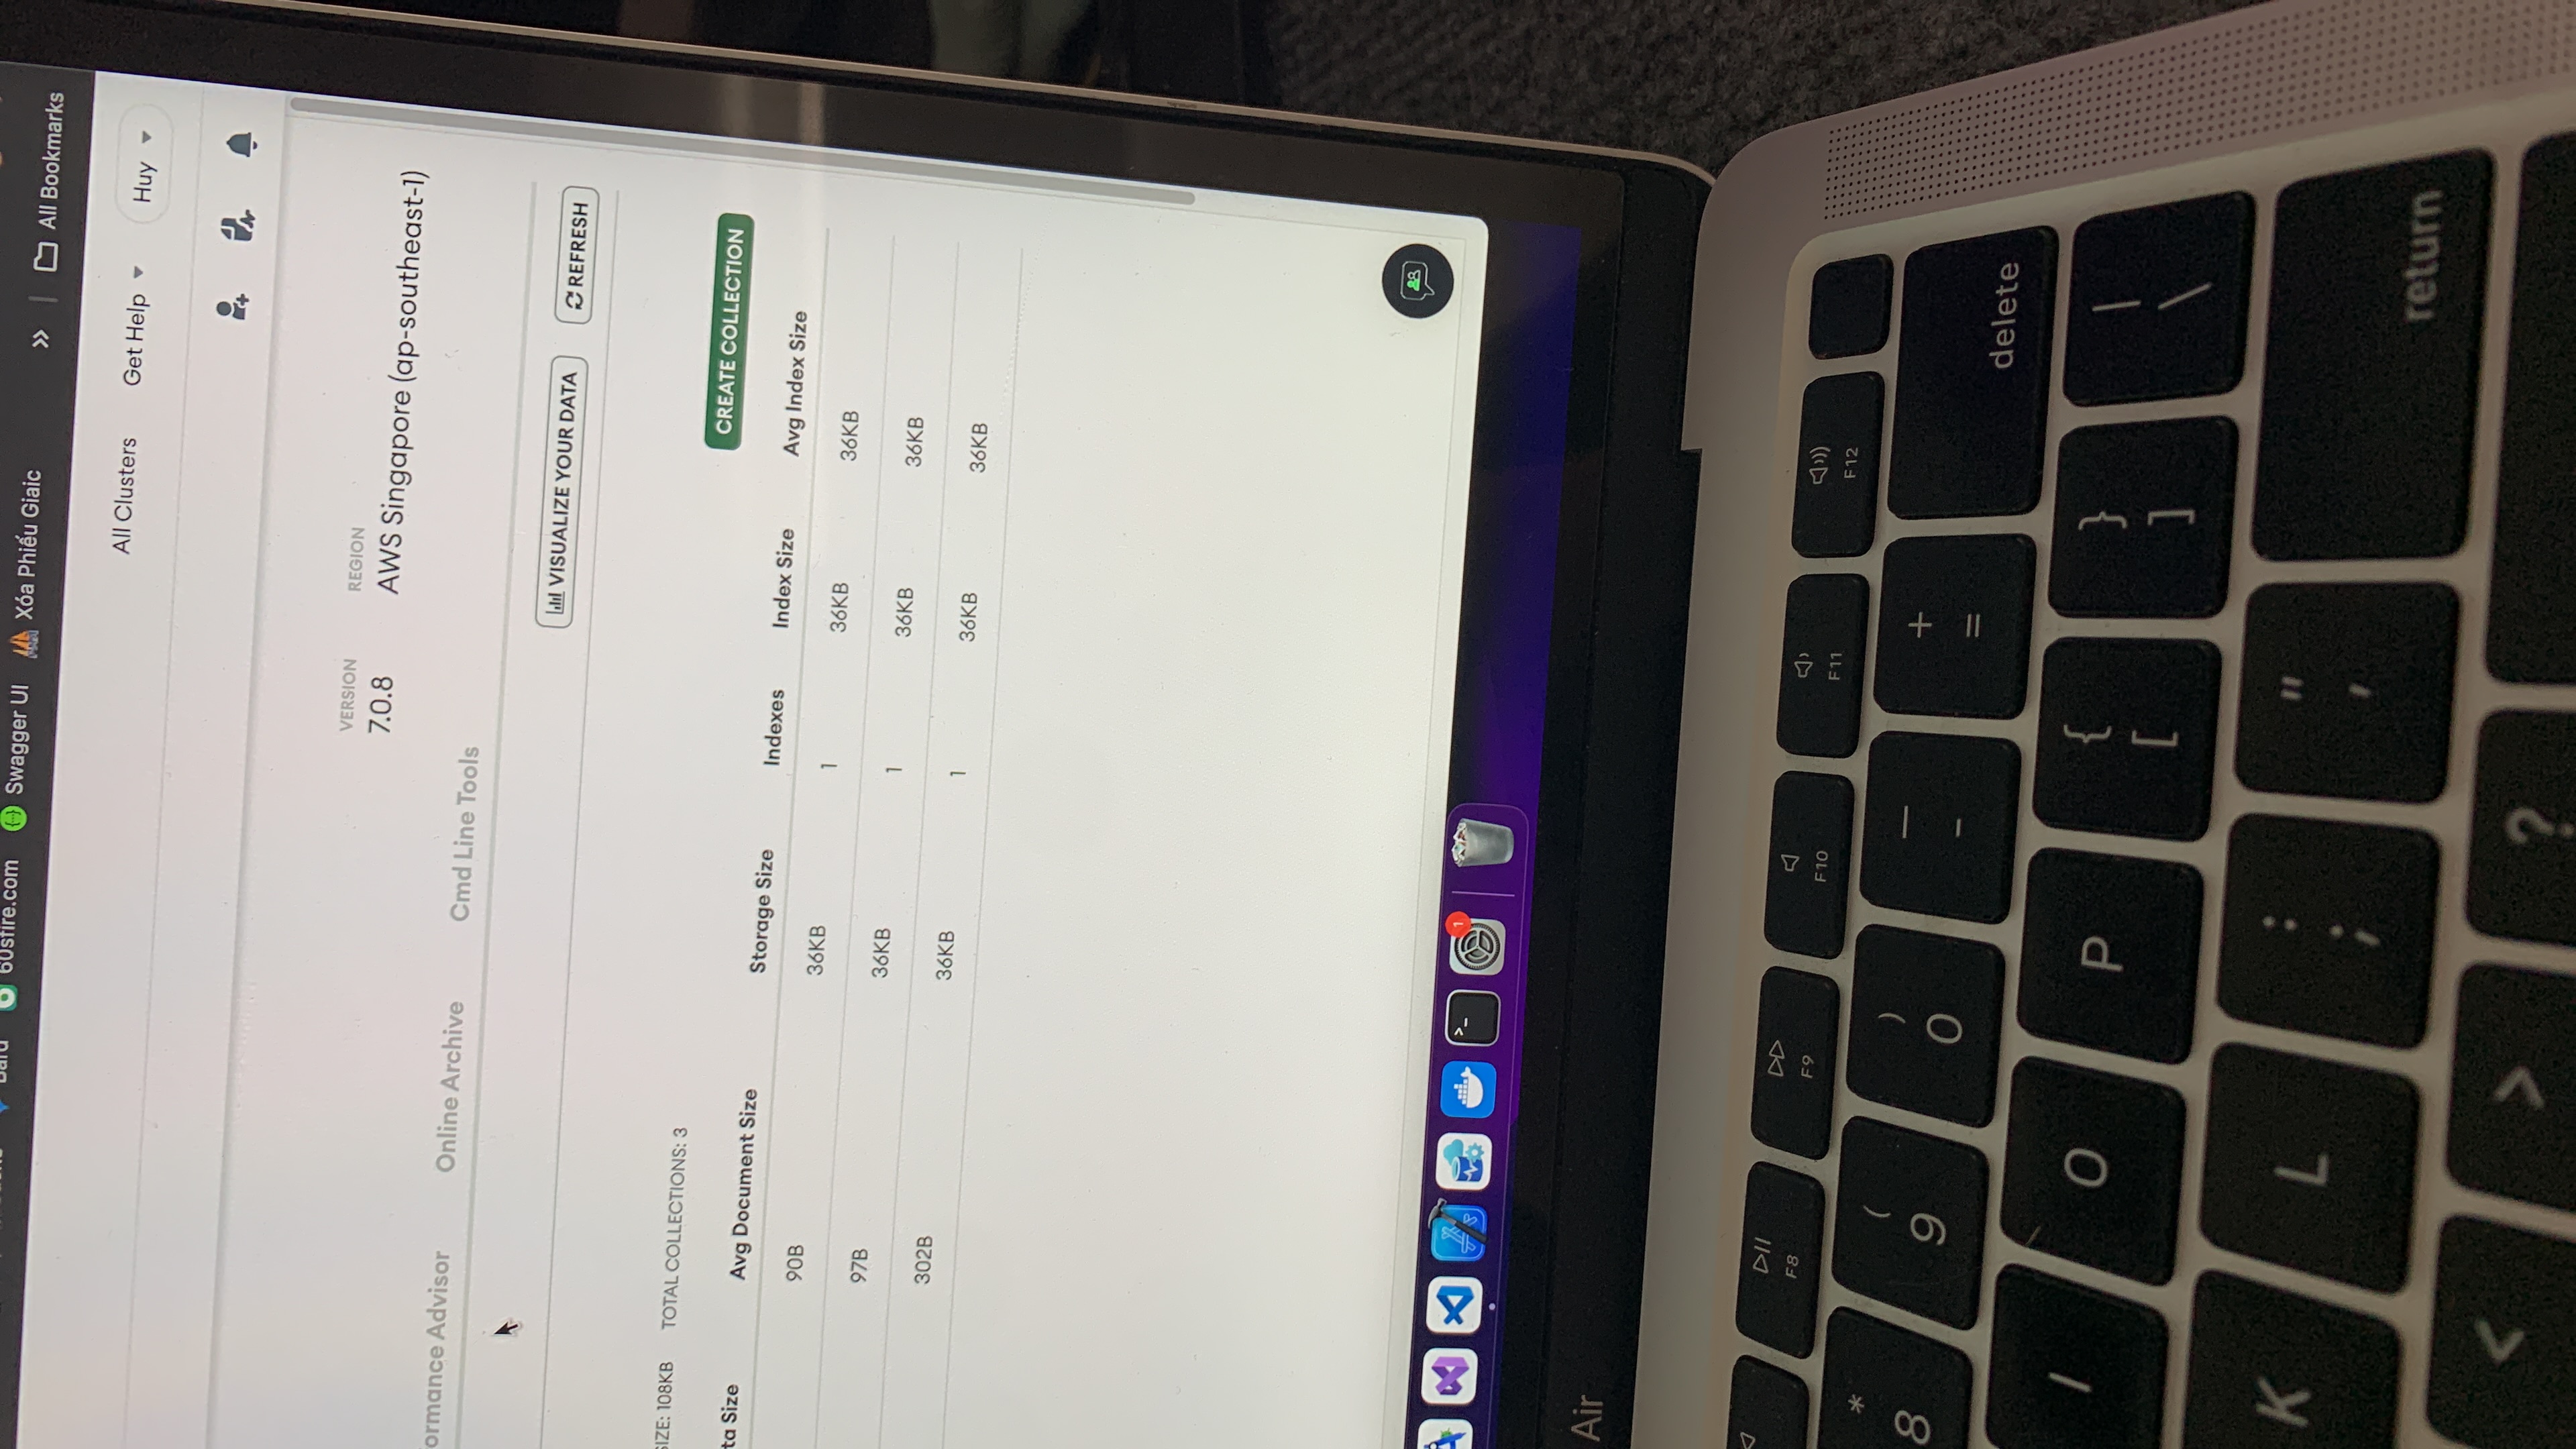 60sfire.com Swagger UI Xóa Phiếu Giaic All Bookmarks
All Clusters Get Help Huy
VERSION REGION
7.0.8 AWS Singapore (ap-southeast-1)
ormance Advisor Online Archive Cmd Line Tools
VISUALIZE YOUR DATA REFRESH
SIZE: 108KB TOTAL COLLECTIONS: 3
CREATE COLLECTION
ta Size Avg Document Size Storage Size Indexes Index Size Avg Index Size
90B 36KB 1 36KB 36KB
97B 36KB 1 36KB 36KB
302B 36KB 1 36KB 36KB
1
Air
F8 F9 F10 F11 F12
* ( ) — +
8 9 0 - =
delete
I O P { [ } ] | \
K L : ; " '
return
< > ?